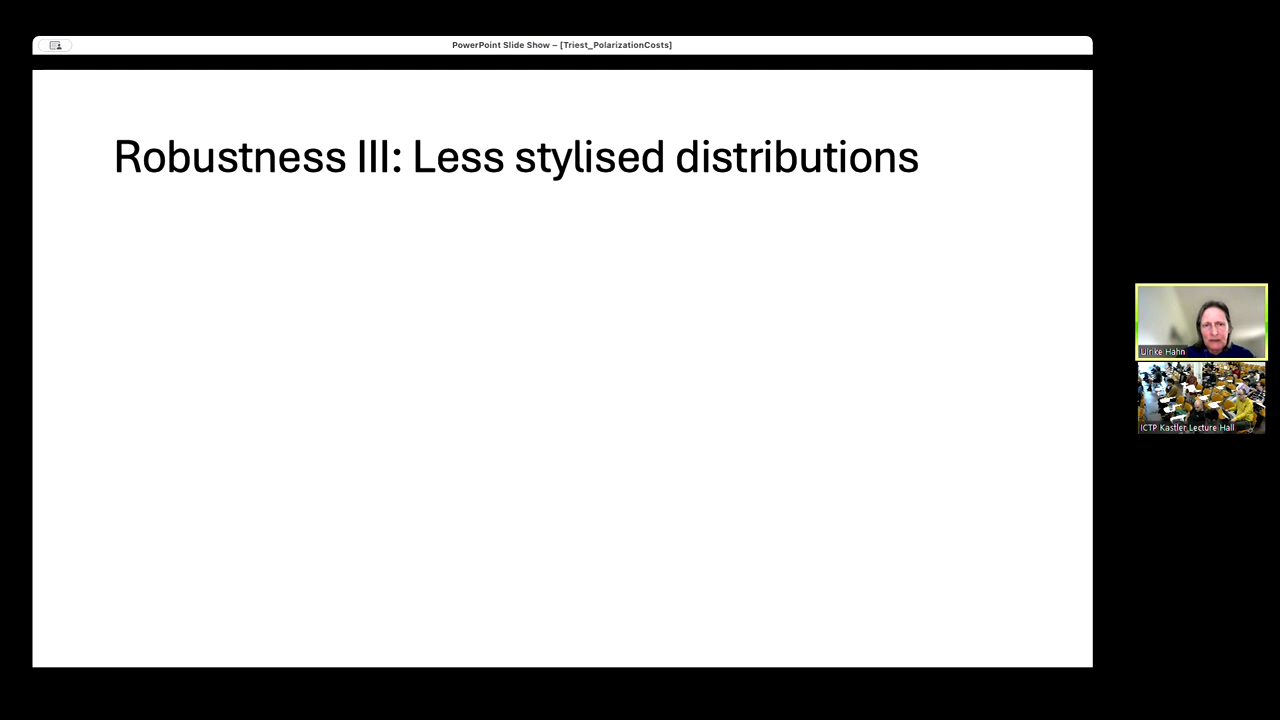 PowerPoint Slide Show – [Triest_PolarizationCosts]
Robustness III: Less stylised distributions
Ulrike Hahn
ICTP Kastler Lecture Hall